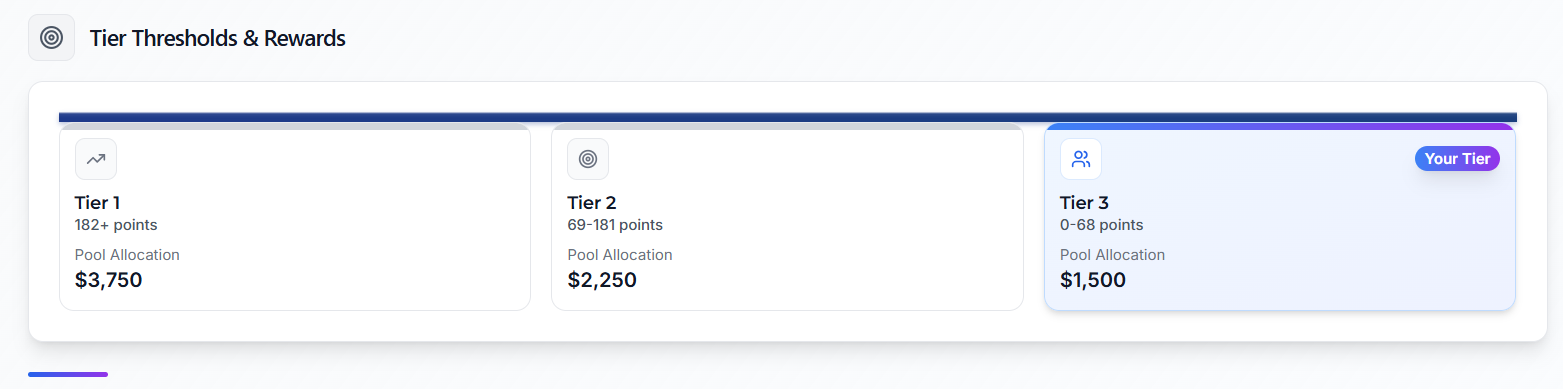 Tier Thresholds & Rewards
Tier 1
182+ points
Pool Allocation
$3,750
Tier 2
69-181 points
Pool Allocation
$2,250
Your Tier
Tier 3
0-68 points
Pool Allocation
$1,500